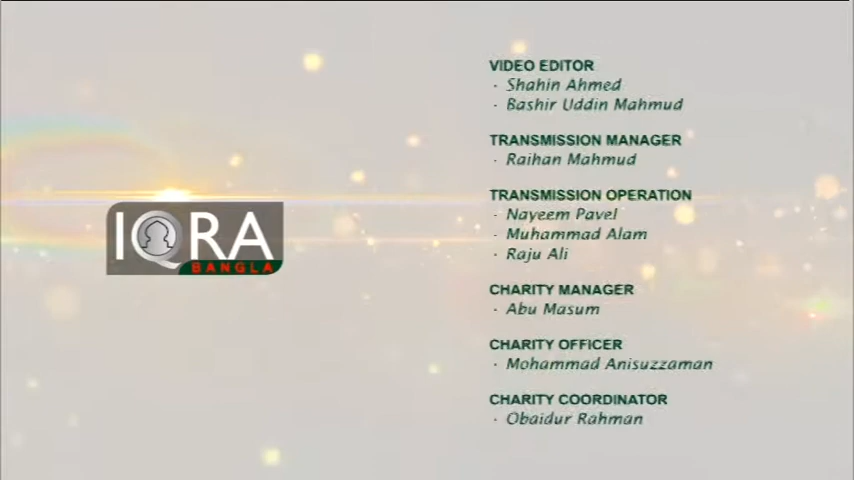 IQRA
BANGLA
VIDEO EDITOR
· Shahin Ahmed
· Bashir Uddin Mahmud
TRANSMISSION MANAGER
· Raihan Mahmud
TRANSMISSION OPERATION
· Nayeem Pavel
· Muhammad Alam
· Raju Ali
CHARITY MANAGER
· Abu Masum
CHARITY OFFICER
· Mohammad Anisuzzaman
CHARITY COORDINATOR
· Obaidur Rahman